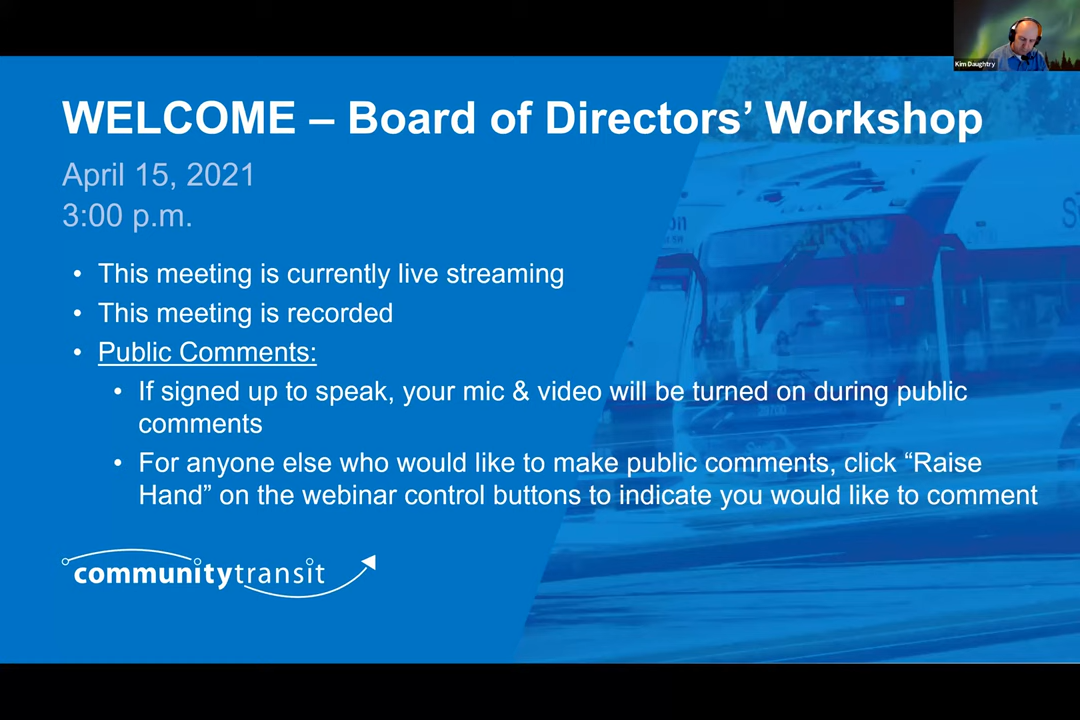 Kim Daughtry
WELCOME – Board of Directors’ Workshop
April 15, 2021
3:00 p.m.
• This meeting is currently live streaming
• This meeting is recorded
• Public Comments:
• If signed up to speak, your mic & video will be turned on during public
comments
• For anyone else who would like to make public comments, click “Raise
Hand” on the webinar control buttons to indicate you would like to comment
communitytransit